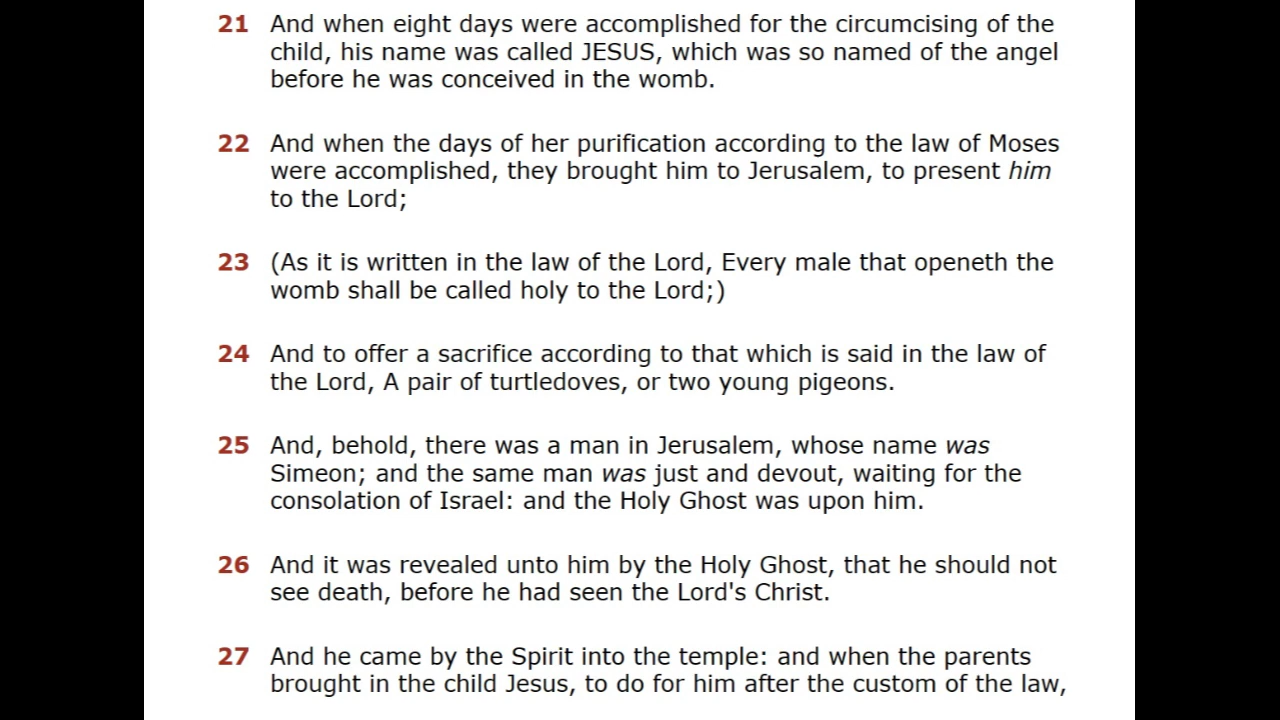 21 And when eight days were accomplished for the circumcising of the
child, his name was called JESUS, which was so named of the angel
before he was conceived in the womb.
22 And when the days of her purification according to the law of Moses
were accomplished, they brought him to Jerusalem, to present him
to the Lord;
23 (As it is written in the law of the Lord, Every male that openeth the
womb shall be called holy to the Lord;)
24 And to offer a sacrifice according to that which is said in the law of
the Lord, A pair of turtledoves, or two young pigeons.
25 And, behold, there was a man in Jerusalem, whose name was
Simeon; and the same man was just and devout, waiting for the
consolation of Israel: and the Holy Ghost was upon him.
26 And it was revealed unto him by the Holy Ghost, that he should not
see death, before he had seen the Lord's Christ.
27 And he came by the Spirit into the temple: and when the parents
brought in the child Jesus, to do for him after the custom of the law,